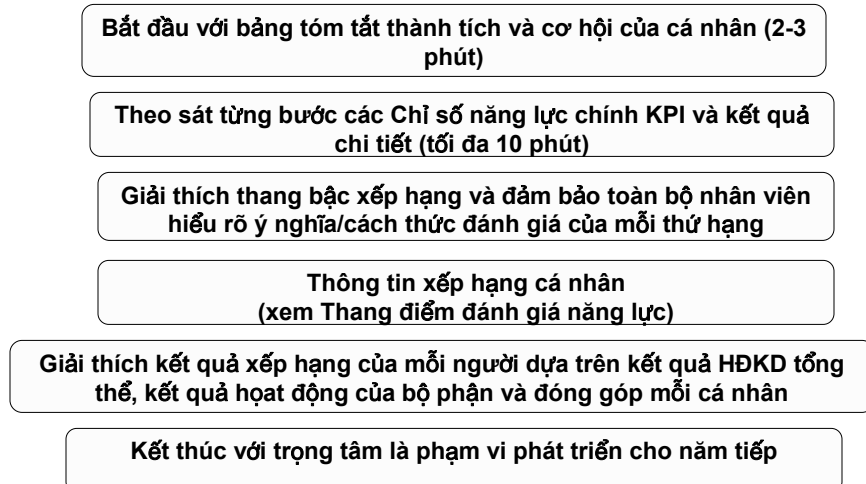 Bắt đầu với bảng tóm tắt thành tích và cơ hội của cá nhân (2-3
phút)
Theo sát từng bước các Chỉ số năng lực chính KPI và kết quả
chi tiết (tối đa 10 phút)
Giải thích thang bậc xếp hạng và đảm bảo toàn bộ nhân viên
hiểu rõ ý nghĩa/cách thức đánh giá của mỗi thứ hạng
Thông tin xếp hạng cá nhân
(xem Thang điểm đánh giá năng lực)
Giải thích kết quả xếp hạng của mỗi người dựa trên kết quả HĐKD tổng
thể, kết quả họat động của bộ phận và đóng góp mỗi cá nhân
Kết thúc với trọng tâm là phạm vi phát triển cho năm tiếp